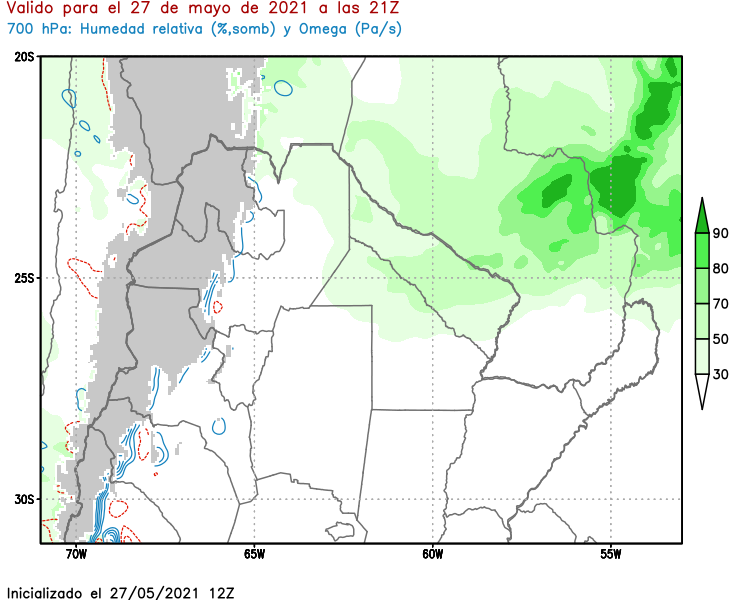 Valido para el 27 de mayo de 2021 a las 21Z
700 hPa: Humedad relativa (%,somb) y Omega (Pa/s)
20S
25S
30S
70W
65W
60W
55W
90
80
70
50
30
Inicializado el 27/05/2021 12Z